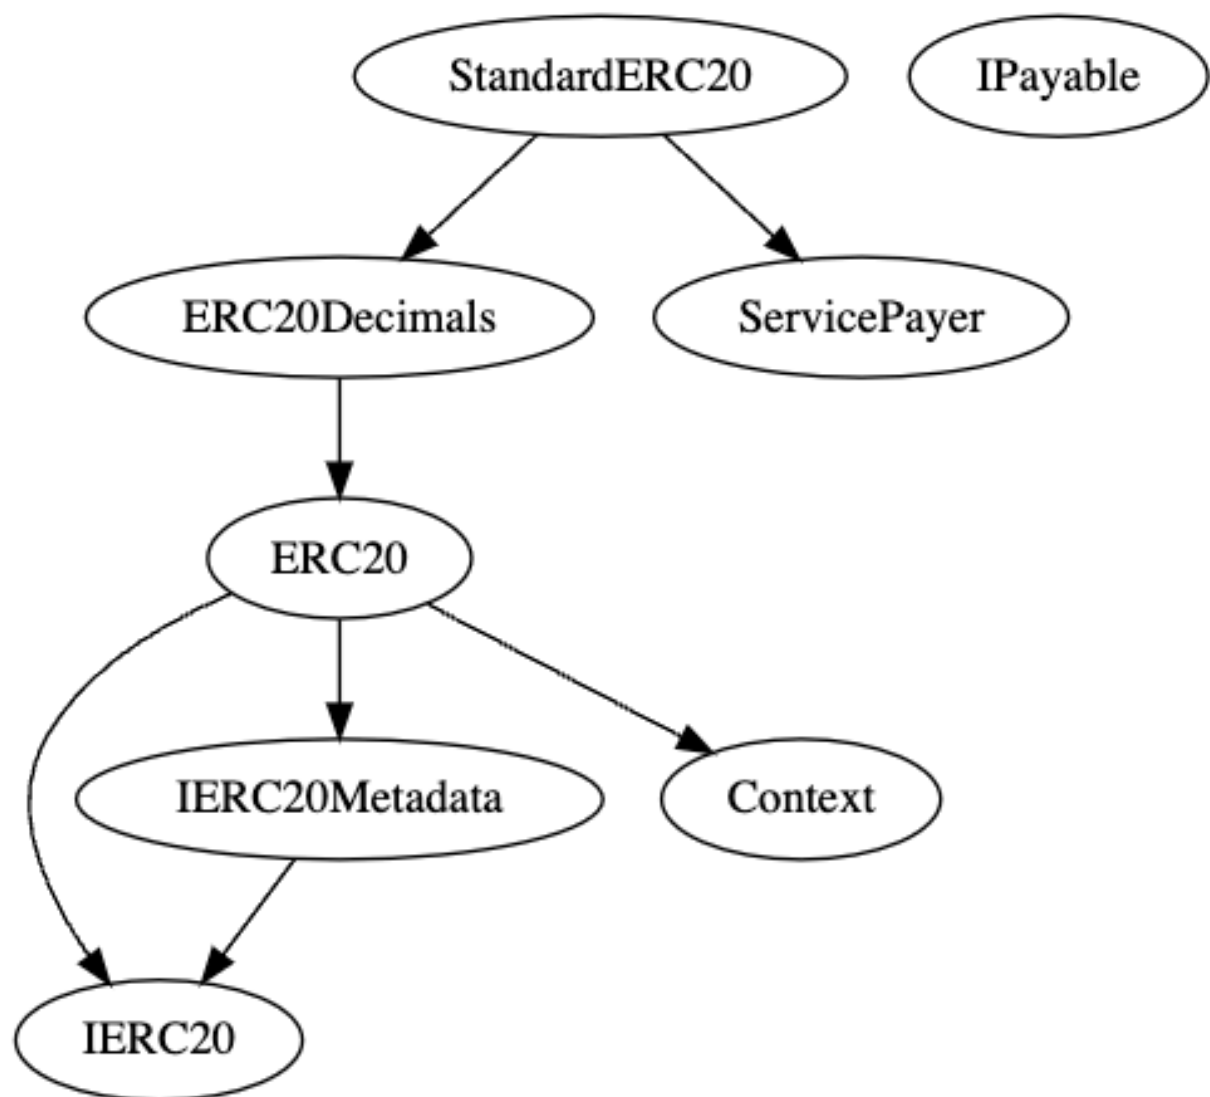 StandardERC20
IPayable
ERC20Decimals
ServicePayer
ERC20
IERC20Metadata
Context
IERC20